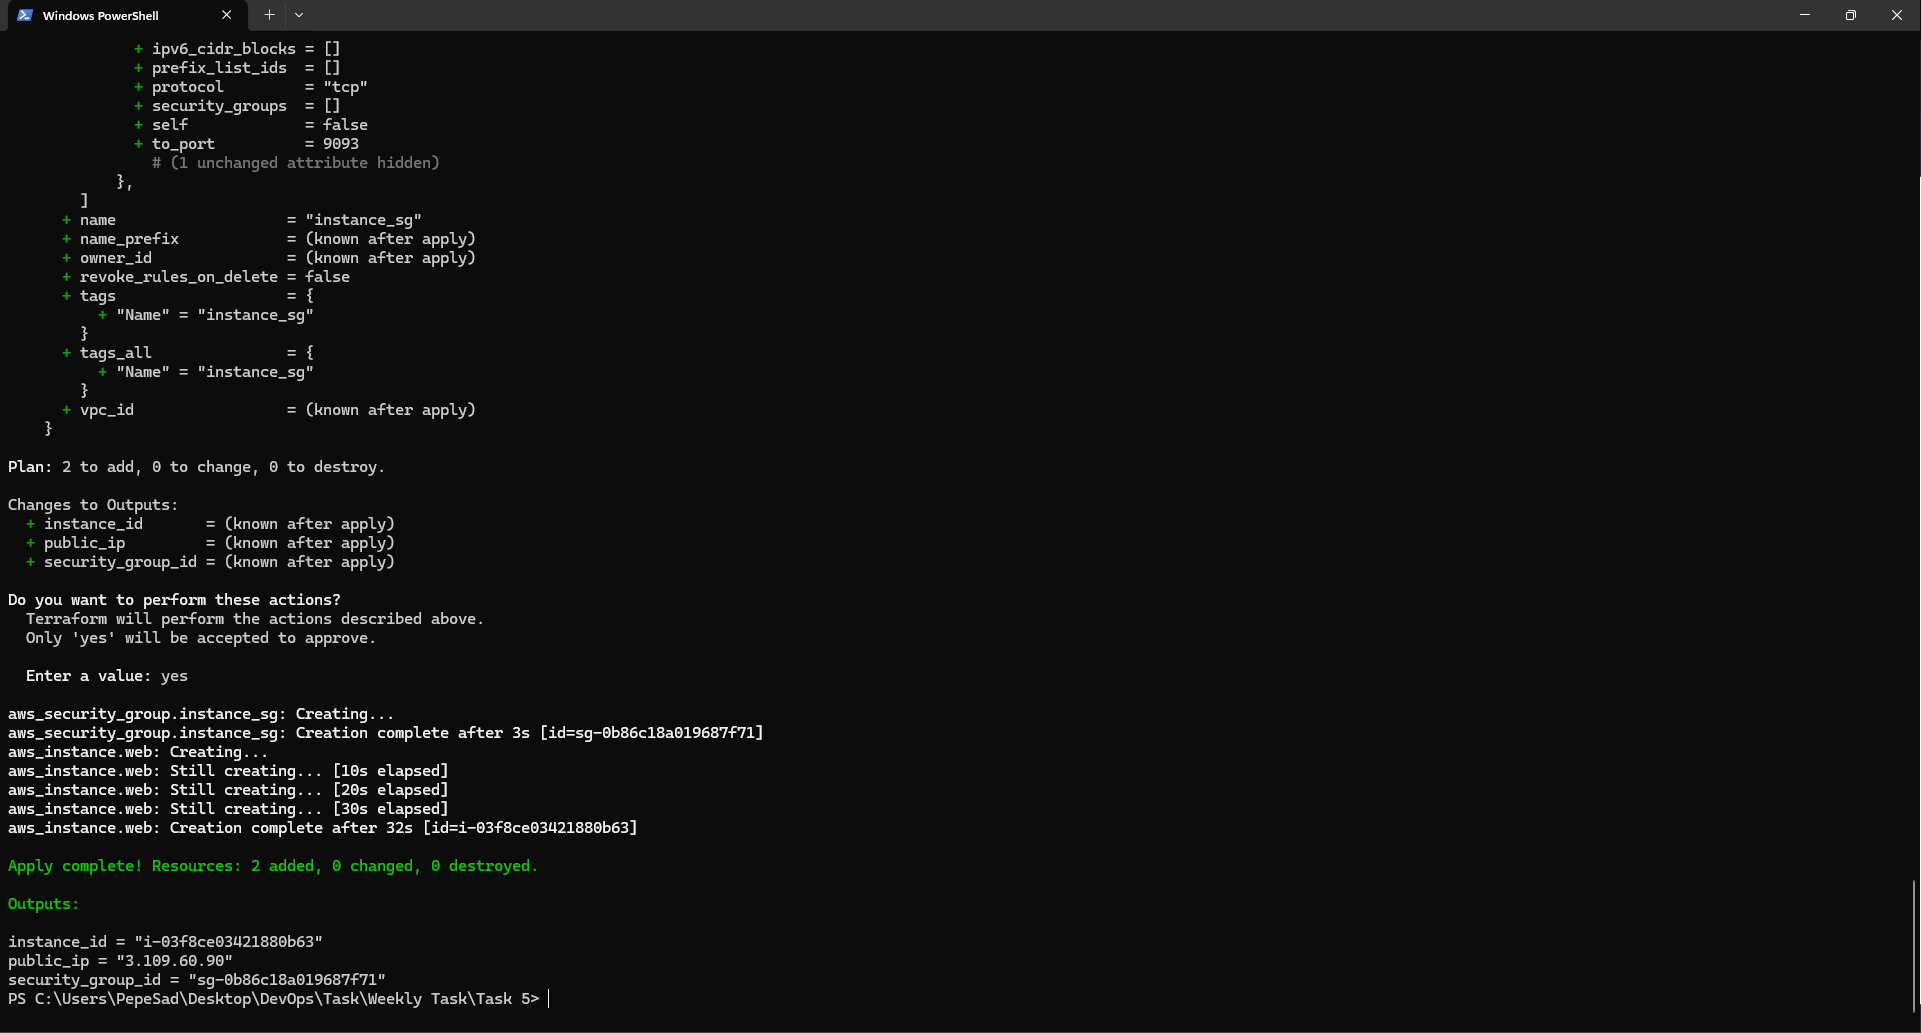 Windows PowerShell
              + ipv6_cidr_blocks = []
              + prefix_list_ids  = []
              + protocol         = "tcp"
              + security_groups  = []
              + self             = false
              + to_port          = 9093
                # (1 unchanged attribute hidden)
            },
        ]
      + name                   = "instance_sg"
      + name_prefix            = (known after apply)
      + owner_id               = (known after apply)
      + revoke_rules_on_delete = false
      + tags                   = {
          + "Name" = "instance_sg"
        }
      + tags_all               = {
          + "Name" = "instance_sg"
        }
      + vpc_id                 = (known after apply)
    }
Plan: 2 to add, 0 to change, 0 to destroy.
Changes to Outputs:
  + instance_id       = (known after apply)
  + public_ip         = (known after apply)
  + security_group_id = (known after apply)
Do you want to perform these actions?
  Terraform will perform the actions described above.
  Only 'yes' will be accepted to approve.
  Enter a value: yes
aws_security_group.instance_sg: Creating...
aws_security_group.instance_sg: Creation complete after 3s [id=sg-0b86c18a019687f71]
aws_instance.web: Creating...
aws_instance.web: Still creating... [10s elapsed]
aws_instance.web: Still creating... [20s elapsed]
aws_instance.web: Still creating... [30s elapsed]
aws_instance.web: Creation complete after 32s [id=i-03f8ce03421880b63]
Apply complete! Resources: 2 added, 0 changed, 0 destroyed.
Outputs:
instance_id = "i-03f8ce03421880b63"
public_ip = "3.109.60.90"
security_group_id = "sg-0b86c18a019687f71"
PS C:\Users\PepeSad\Desktop\DevOps\Task\Weekly Task\Task 5>